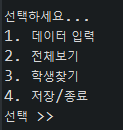 선택하세요...
1. 데이터 입력
2. 전체보기
3. 학생찾기
4. 저장/종료
선택 >>